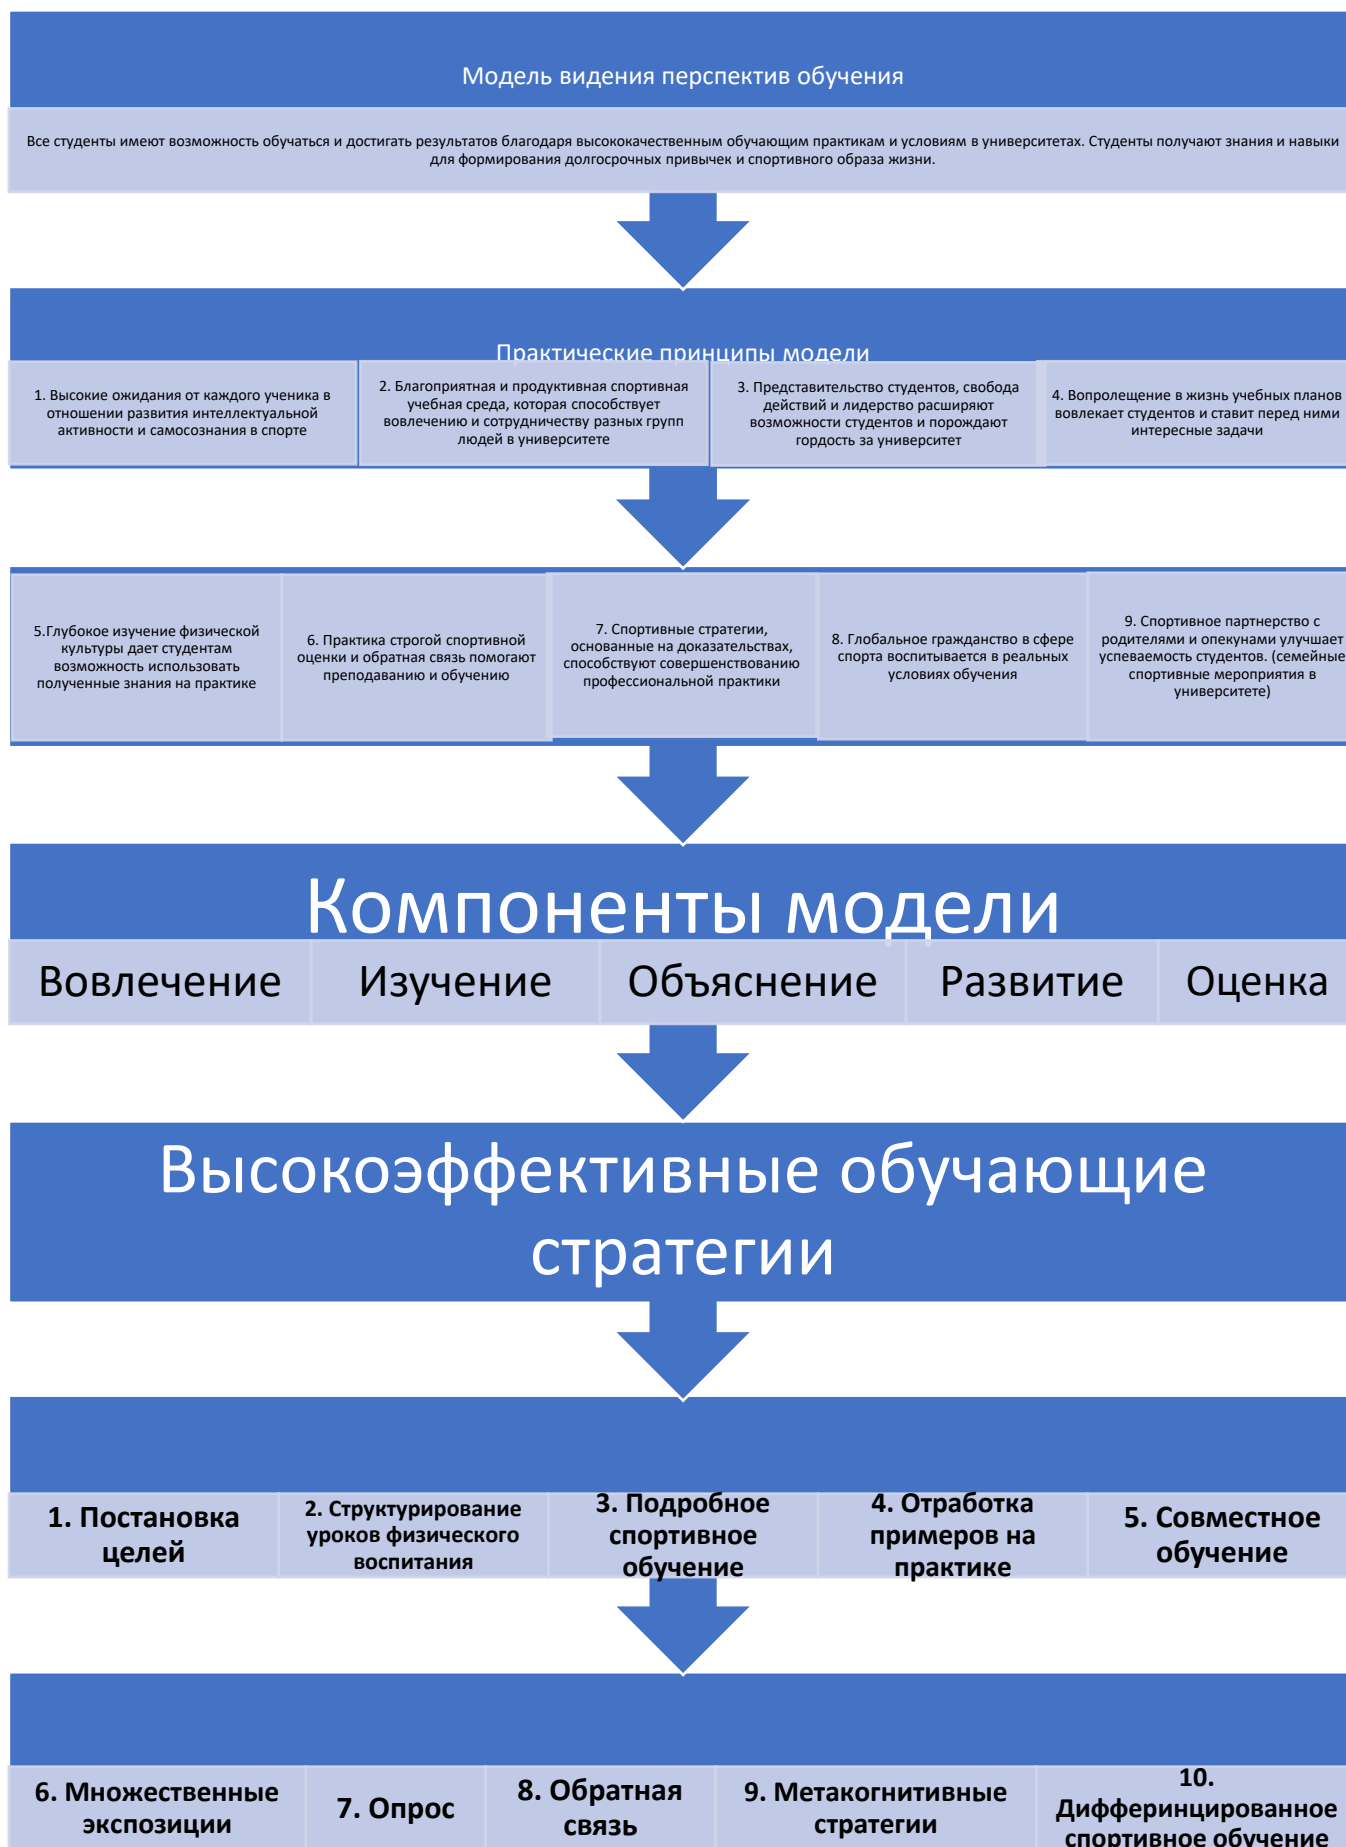 Модель видения перспектив обучения
Все студенты имеют возможность обучаться и достигать результатов благодаря высококачественным обучающим практикам и условиям в университетах. Студенты получают знания и навыки
для формирования долгосрочных привычек и спортивного образа жизни.
Практические принципы модели
1. Высокие ожидания от каждого ученика в
отношении развития интеллектуальной
активности и самосознания в спорте
2. Благоприятная и продуктивная спортивная
учебная среда, которая способствует
вовлечению и сотрудничеству разных групп
людей в университете
3. Представительство студентов, свобода
действий и лидерство расширяют
возможности студентов и порождают
гордость за университет
4. Вопролещение в жизнь учебных планов
вовлекает студентов и ставит перед ними
интересные задачи
5.Глубокое изучение физической
культуры дает студентам
возможность использовать
полученные знания на практике
6. Практика строгой спортивной
оценки и обратная связь помогают
преподаванию и обучению
7. Спортивные стратегии,
основанные на доказательствах,
способствуют совершенствованию
профессиональной практики
8. Глобальное гражданство в сфере
спорта воспитывается в реальных
условиях обучения
9. Спортивное партнерство с
родителями и опекунами улучшает
успеваемость студентов. (семейные
спортивные мероприятия в
университете)
Компоненты модели
Вовлечение
Изучение
Объяснение
Развитие
Оценка
Высокоэффективные обучающие
стратегии
1. Постановка
целей
2. Структурирование
уроков физического
воспитания
3. Подробное
спортивное
обучение
4. Отработка
примеров на
практике
5. Совместное
обучение
6. Множественные
экспозиции
7. Опрос
8. Обратная
связь
9. Метакогнитивные
стратегии
10.
Дифферинцированное
спортивное обучение